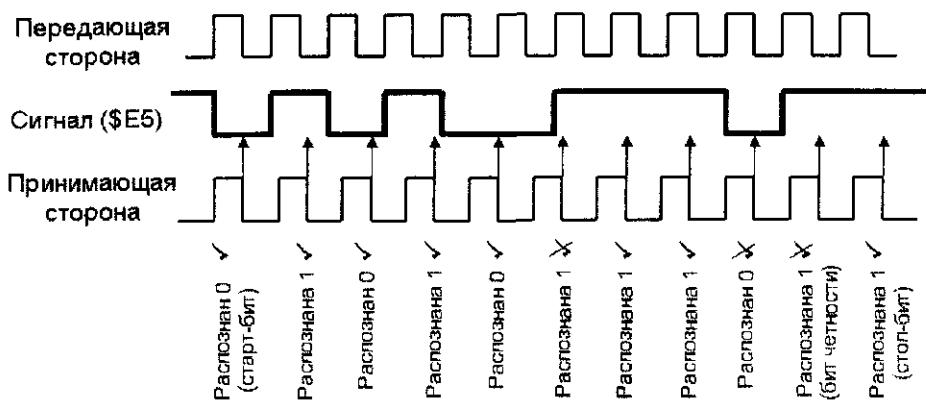 Передающая
сторона
Сигнал ($E5)
Принимающая
сторона
Распознан 0
(старт-бит)
Распознана 1
Распознан 0
Распознана 1
Распознан 0
Распознана 1
Распознана 1
Распознана 1
Распознан 0
Распознана 1
(бит четности)
Распознана 1
(стоп-бит)